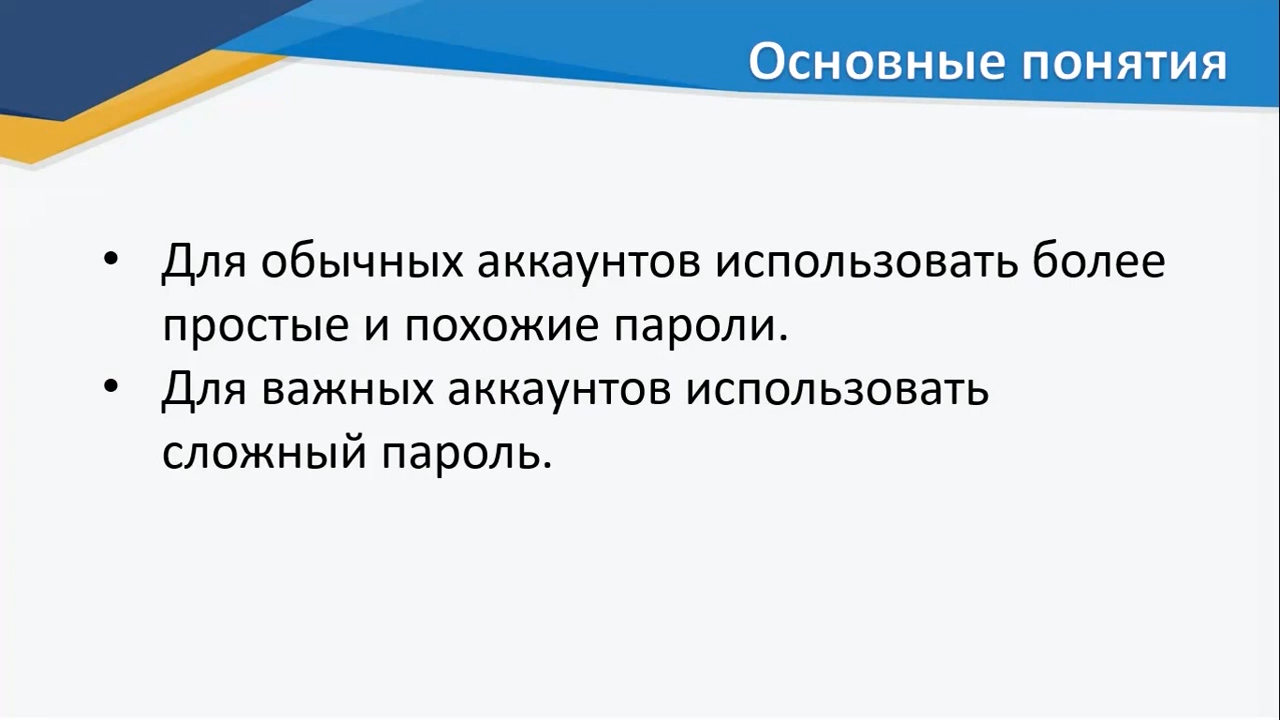 Основные понятия
• Для обычных аккаунтов использовать более
простые и похожие пароли.
• Для важных аккаунтов использовать
сложный пароль.